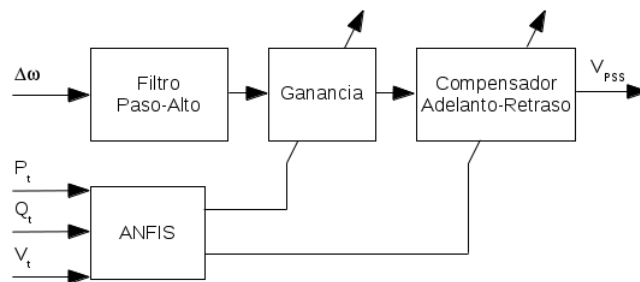 Δω
Filtro
Paso-Alto
Ganancia
Compensador
Adelanto-Retraso
V_PSS
P_t
Q_t
V_t
ANFIS